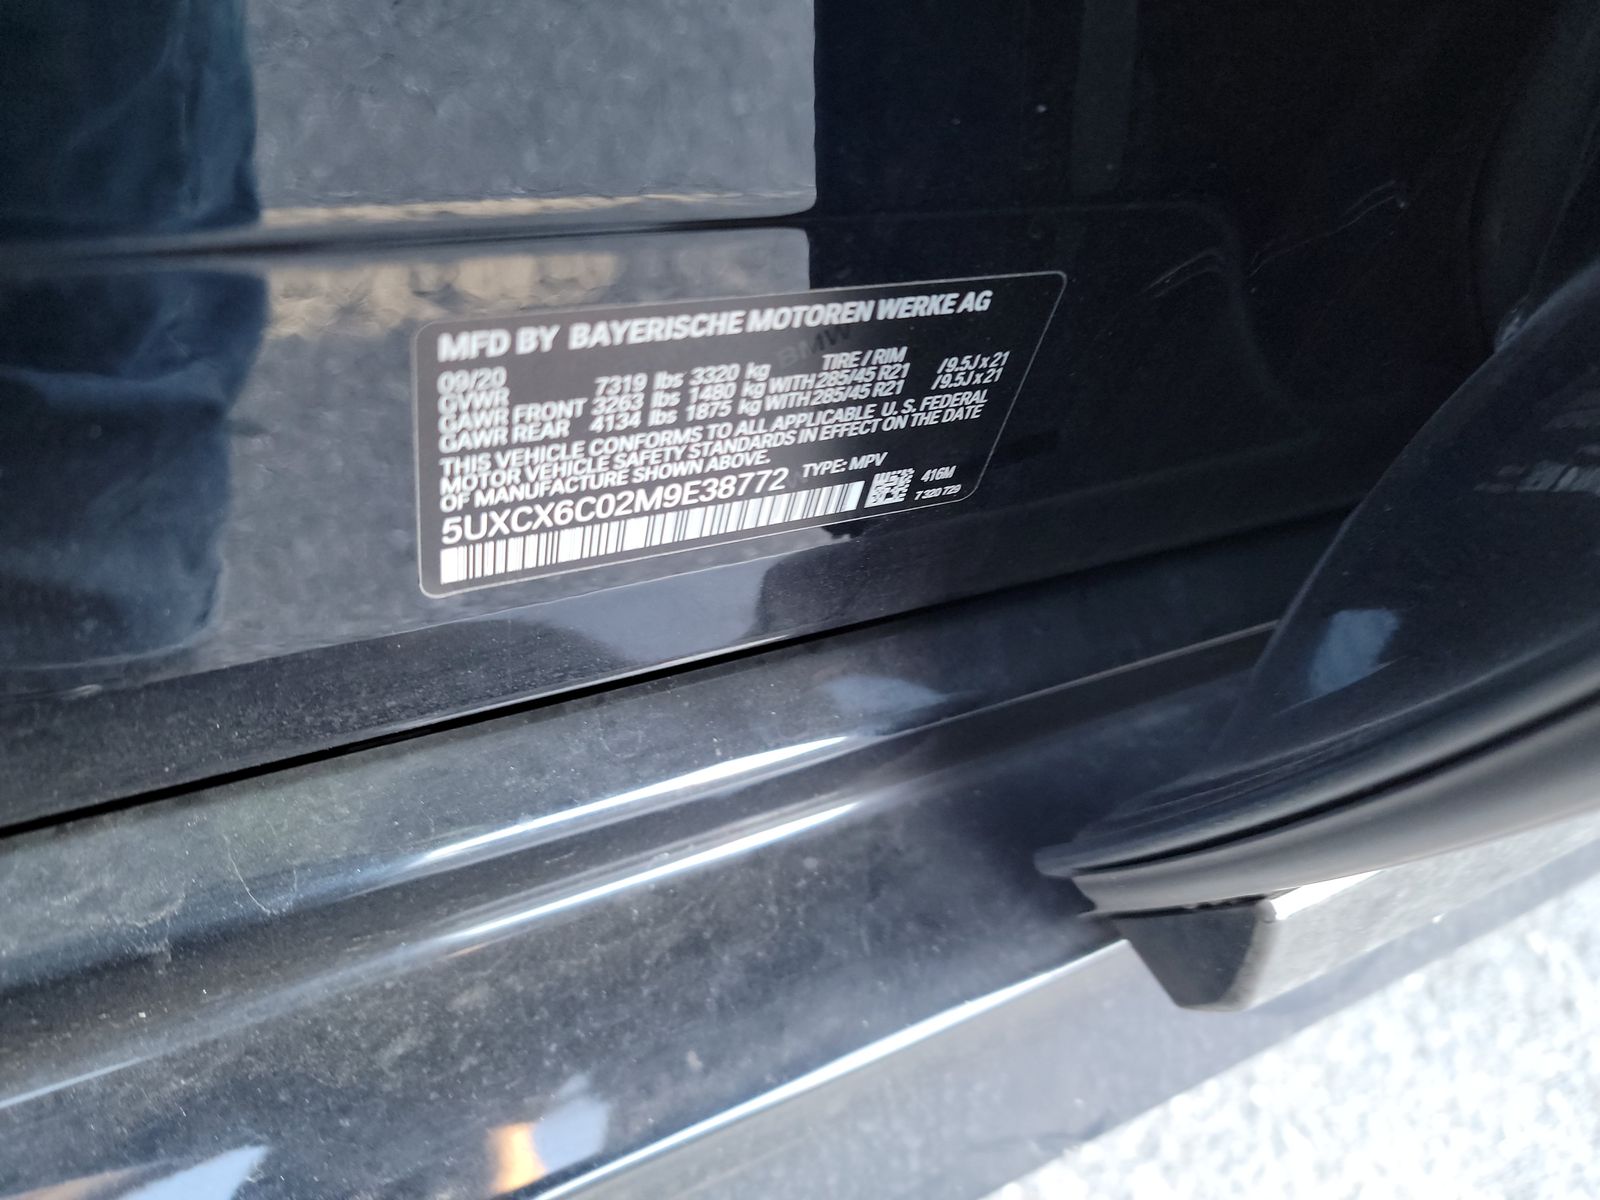 MFD BY BAYERISCHE MOTOREN WERKE AG
09/20 TIRE / RIM
GVWR 7319 lbs 3320 kg
GAWR FRONT 3263 lbs 1480 kg WITH 285/45 R21 / 9.5J x 21
GAWR REAR 4134 lbs 1875 kg WITH 285/45 R21 / 9.5J x 21
THIS VEHICLE CONFORMS TO ALL APPLICABLE U. S. FEDERAL
MOTOR VEHICLE SAFETY STANDARDS IN EFFECT ON THE DATE
OF MANUFACTURE SHOWN ABOVE.
5UXCX6C02M9E38772 TYPE: MPV
416M
7 320 729
BMW